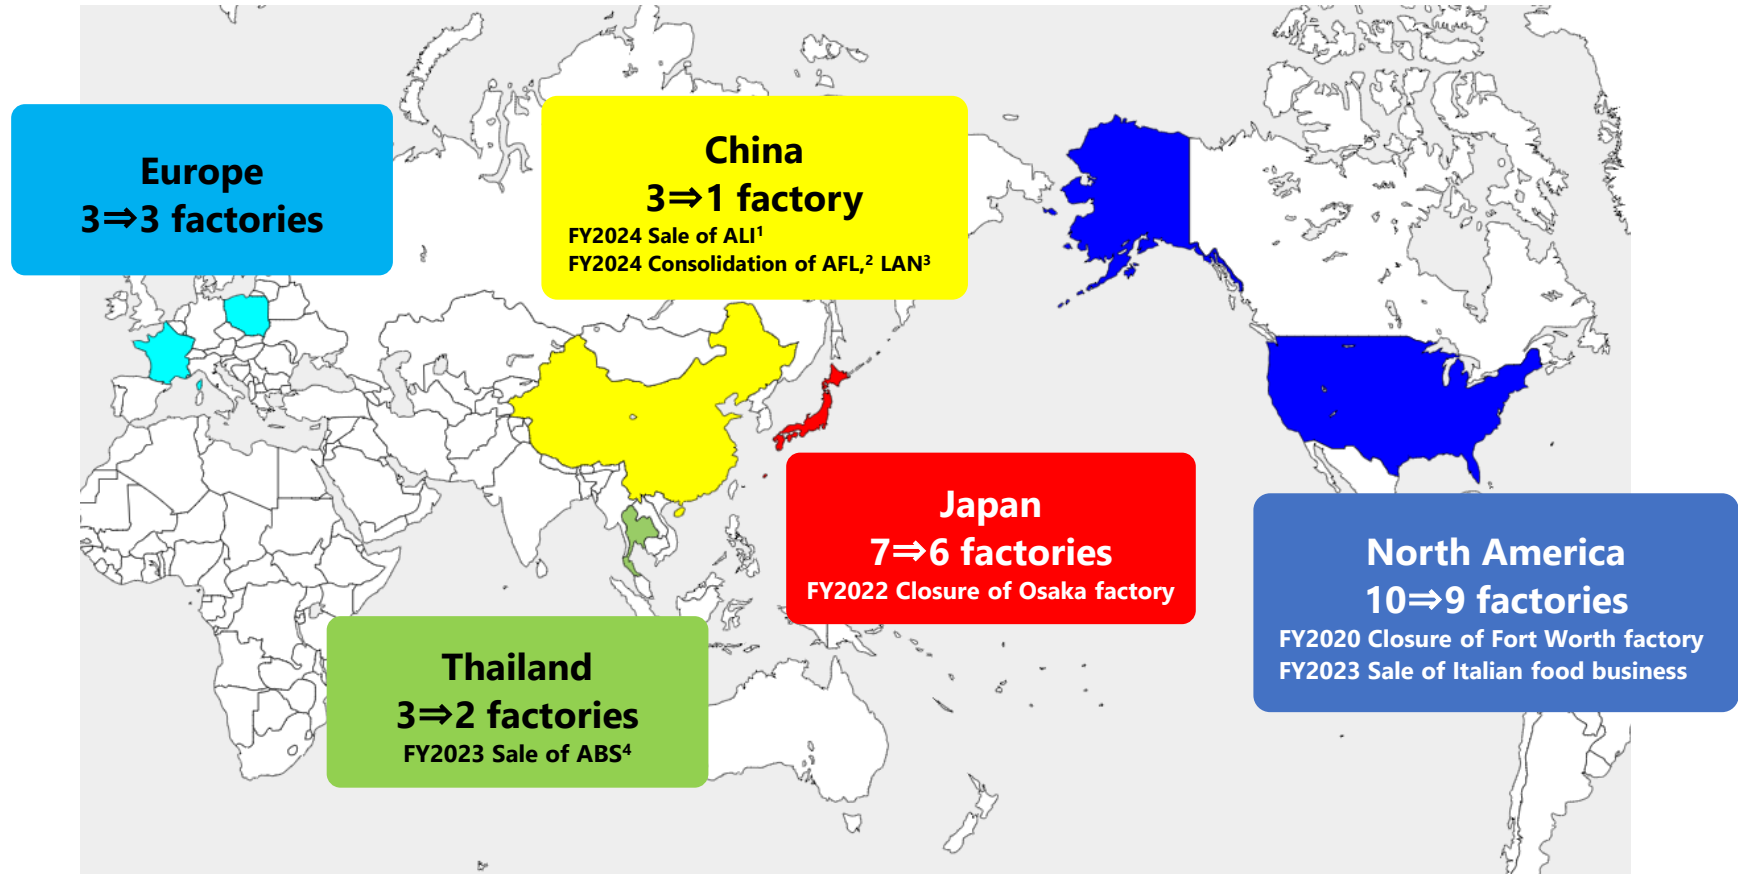 Europe
3⇒3 factories
China
3⇒1 factory
FY2024 Sale of ALI¹
FY2024 Consolidation of AFL,² LAN³
Japan
7⇒6 factories
FY2022 Closure of Osaka factory
North America
10⇒9 factories
FY2020 Closure of Fort Worth factory
FY2023 Sale of Italian food business
Thailand
3⇒2 factories
FY2023 Sale of ABS⁴